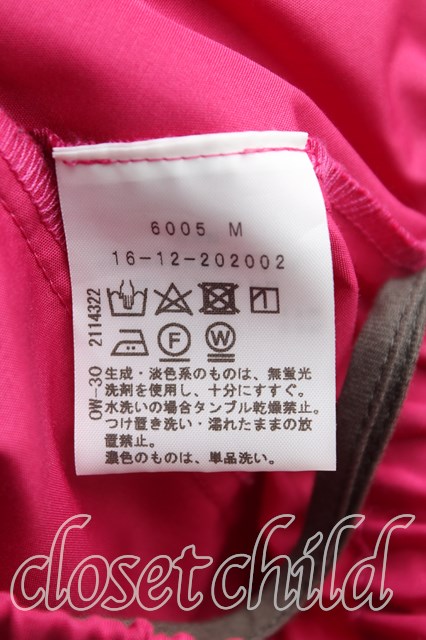 6005 M
16-12-202002
F
W
OW-30 2114322
生成・淡色系のものは、無蛍光
洗剤を使用し、十分にすすぐ。
水洗いの場合タンブル乾燥禁止。
つけ置き洗い・濡れたままの放
置禁止。
濃色のものは、単品洗い。
closetchild